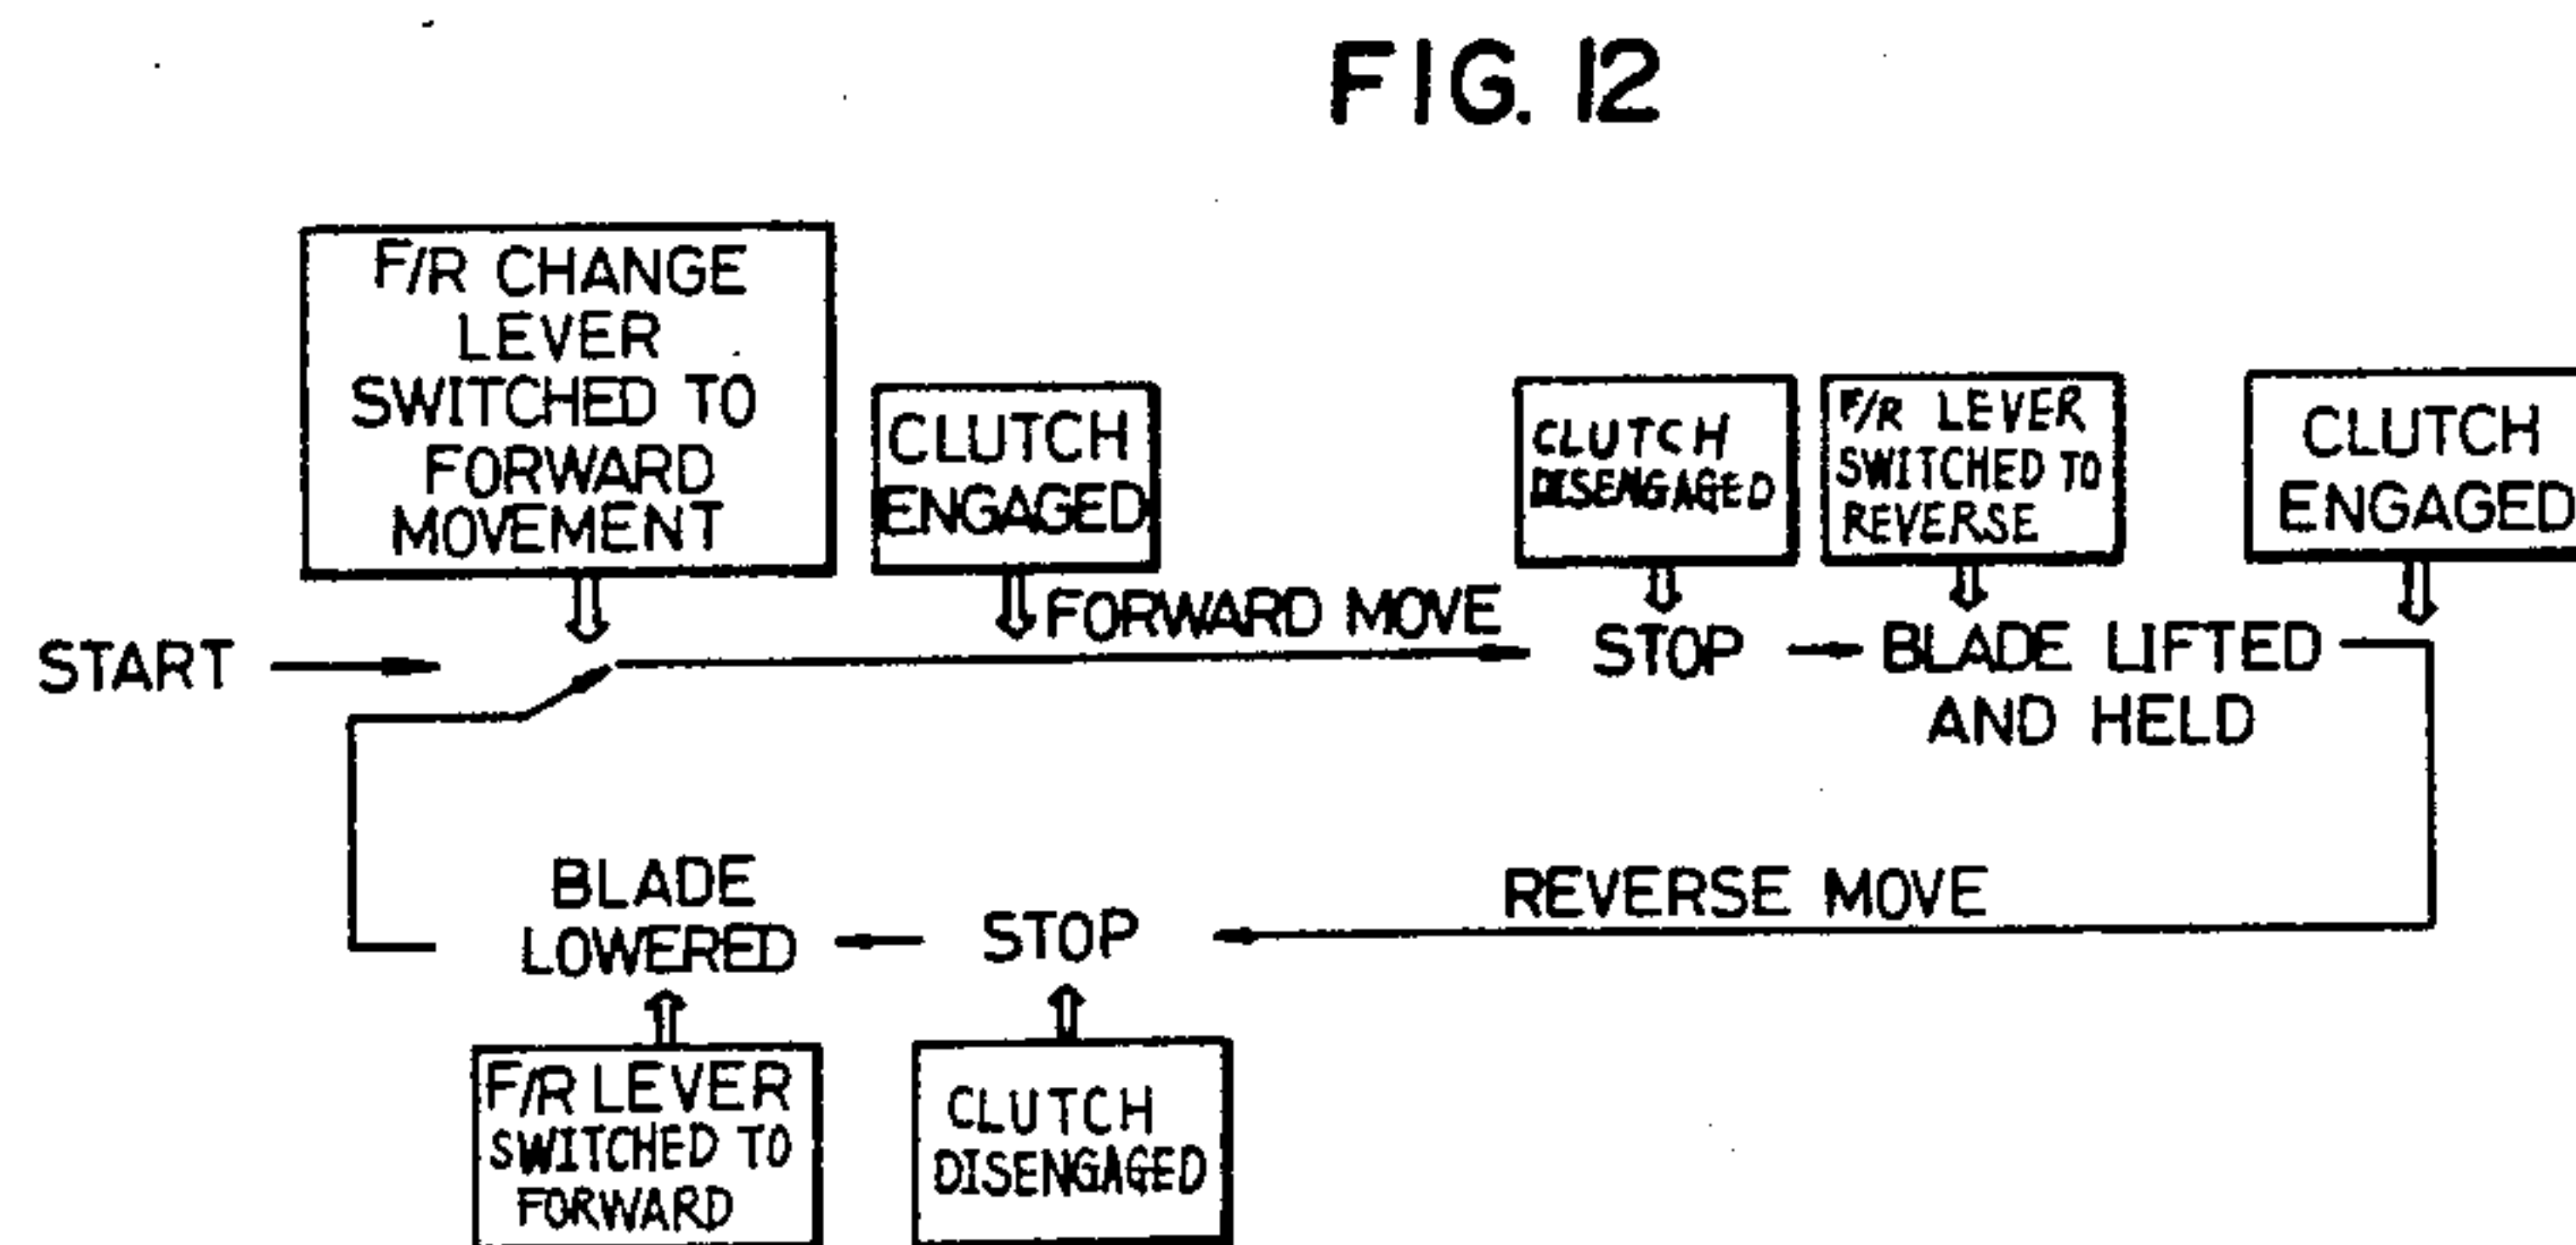 FIG. 12
F/R CHANGE
LEVER
SWITCHED TO
FORWARD
MOVEMENT
CLUTCH
ENGAGED
CLUTCH
DISENGAGED
F/R LEVER
SWITCHED TO
REVERSE
CLUTCH
ENGAGED
START
FORWARD MOVE
STOP
BLADE LIFTED
AND HELD
REVERSE MOVE
STOP
BLADE
LOWERED
F/R LEVER
SWITCHED TO
FORWARD
CLUTCH
DISENGAGED